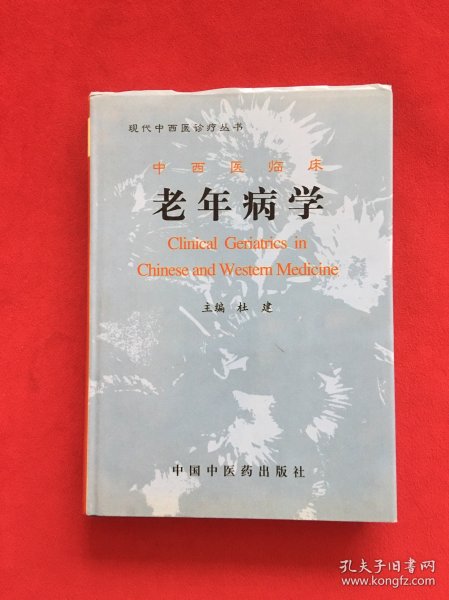 现代中西医诊疗丛书
中西医临床
老年病学
Clinical Geriatrics in
Chinese and Western Medicine
主编 杜 建
中国中医药出版社
孔夫子旧书网
www.kongfz.com